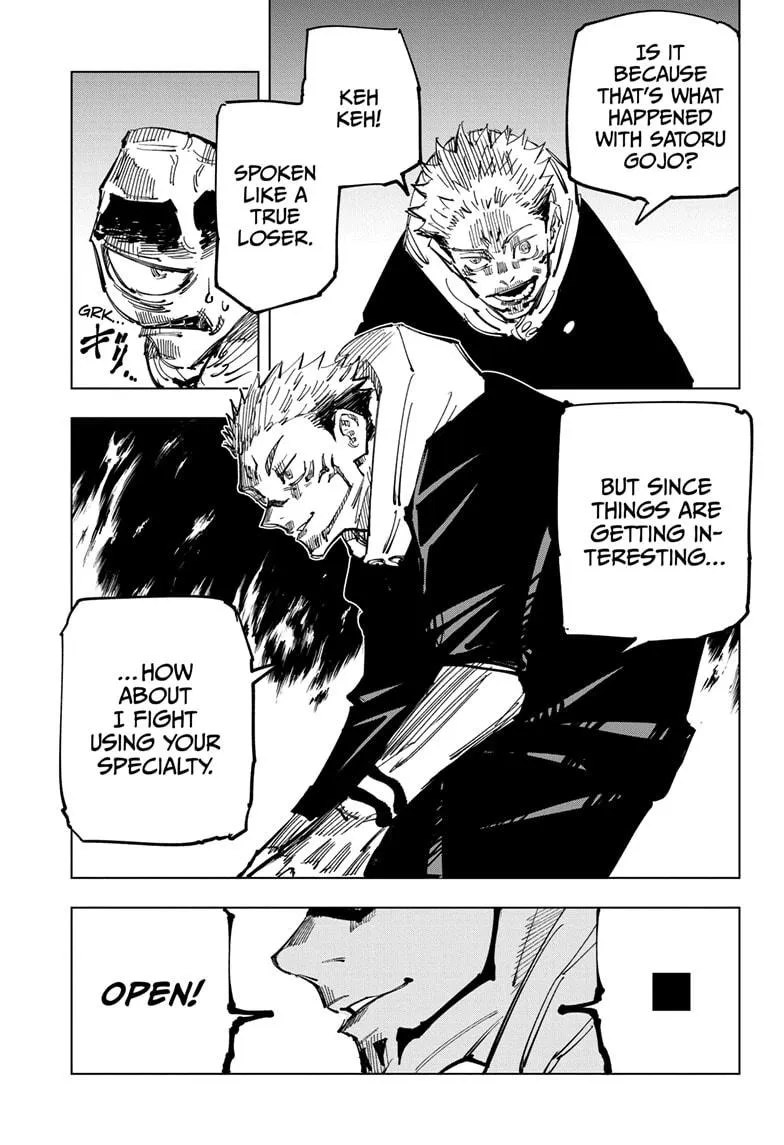 IS IT
BECAUSE
THAT'S WHAT
HAPPENED
WITH SATORU
GOJO?
KEH
KEH!
SPOKEN
LIKE A
TRUE
LOSER.
GRK...
ギリ...
BUT SINCE
THINGS ARE
GETTING IN-
TERESTING...
...HOW
ABOUT
I FIGHT
USING YOUR
SPECIALTY.
■
OPEN!